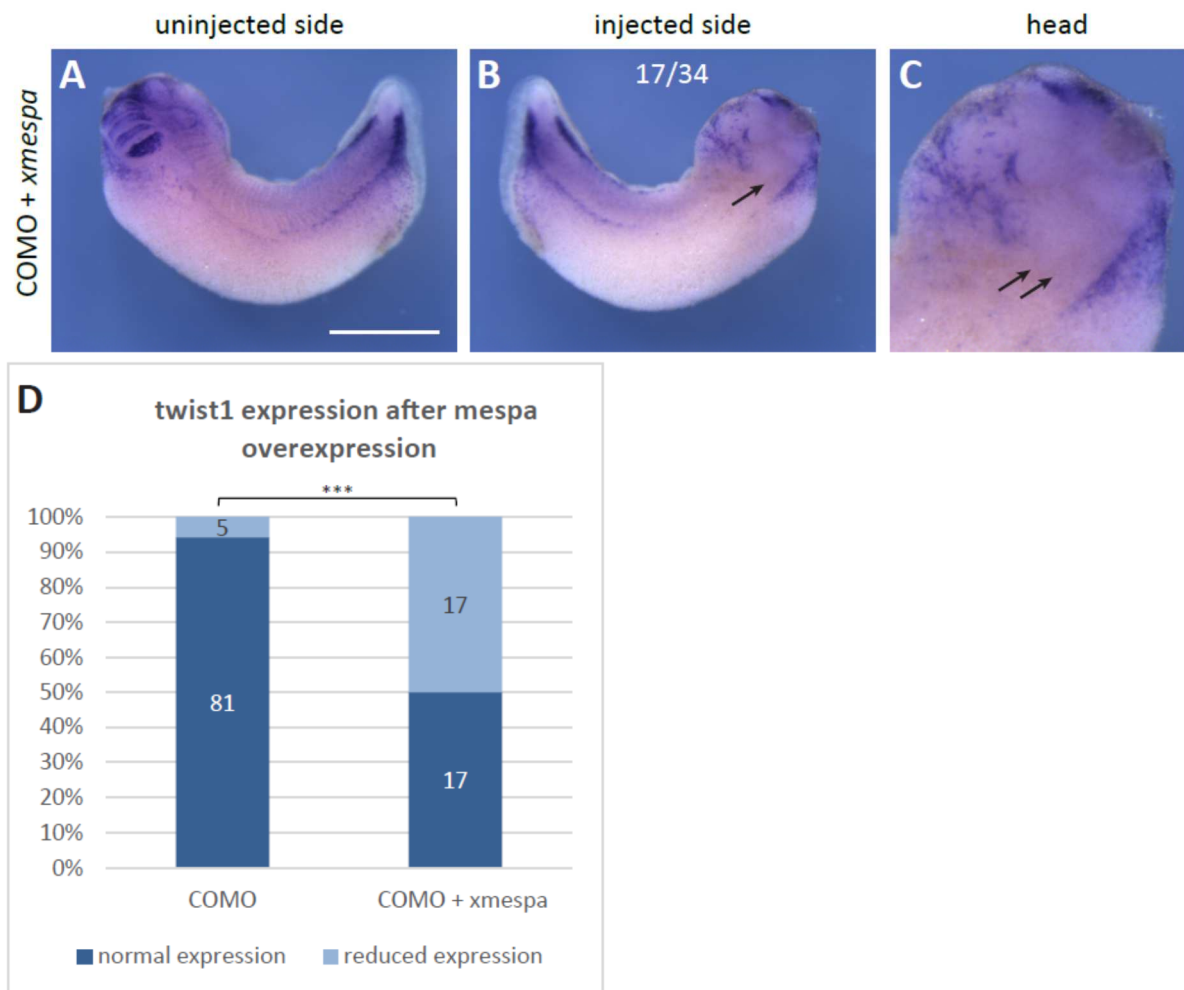 uninjected side
injected side
head
COMO + xmespa
A
B
17/34
C
D
twist1 expression after mespa
overexpression
***
100%
90%
80%
70%
60%
50%
40%
30%
20%
10%
0%
5
81
17
17
COMO
COMO + xmespa
normal expression
reduced expression